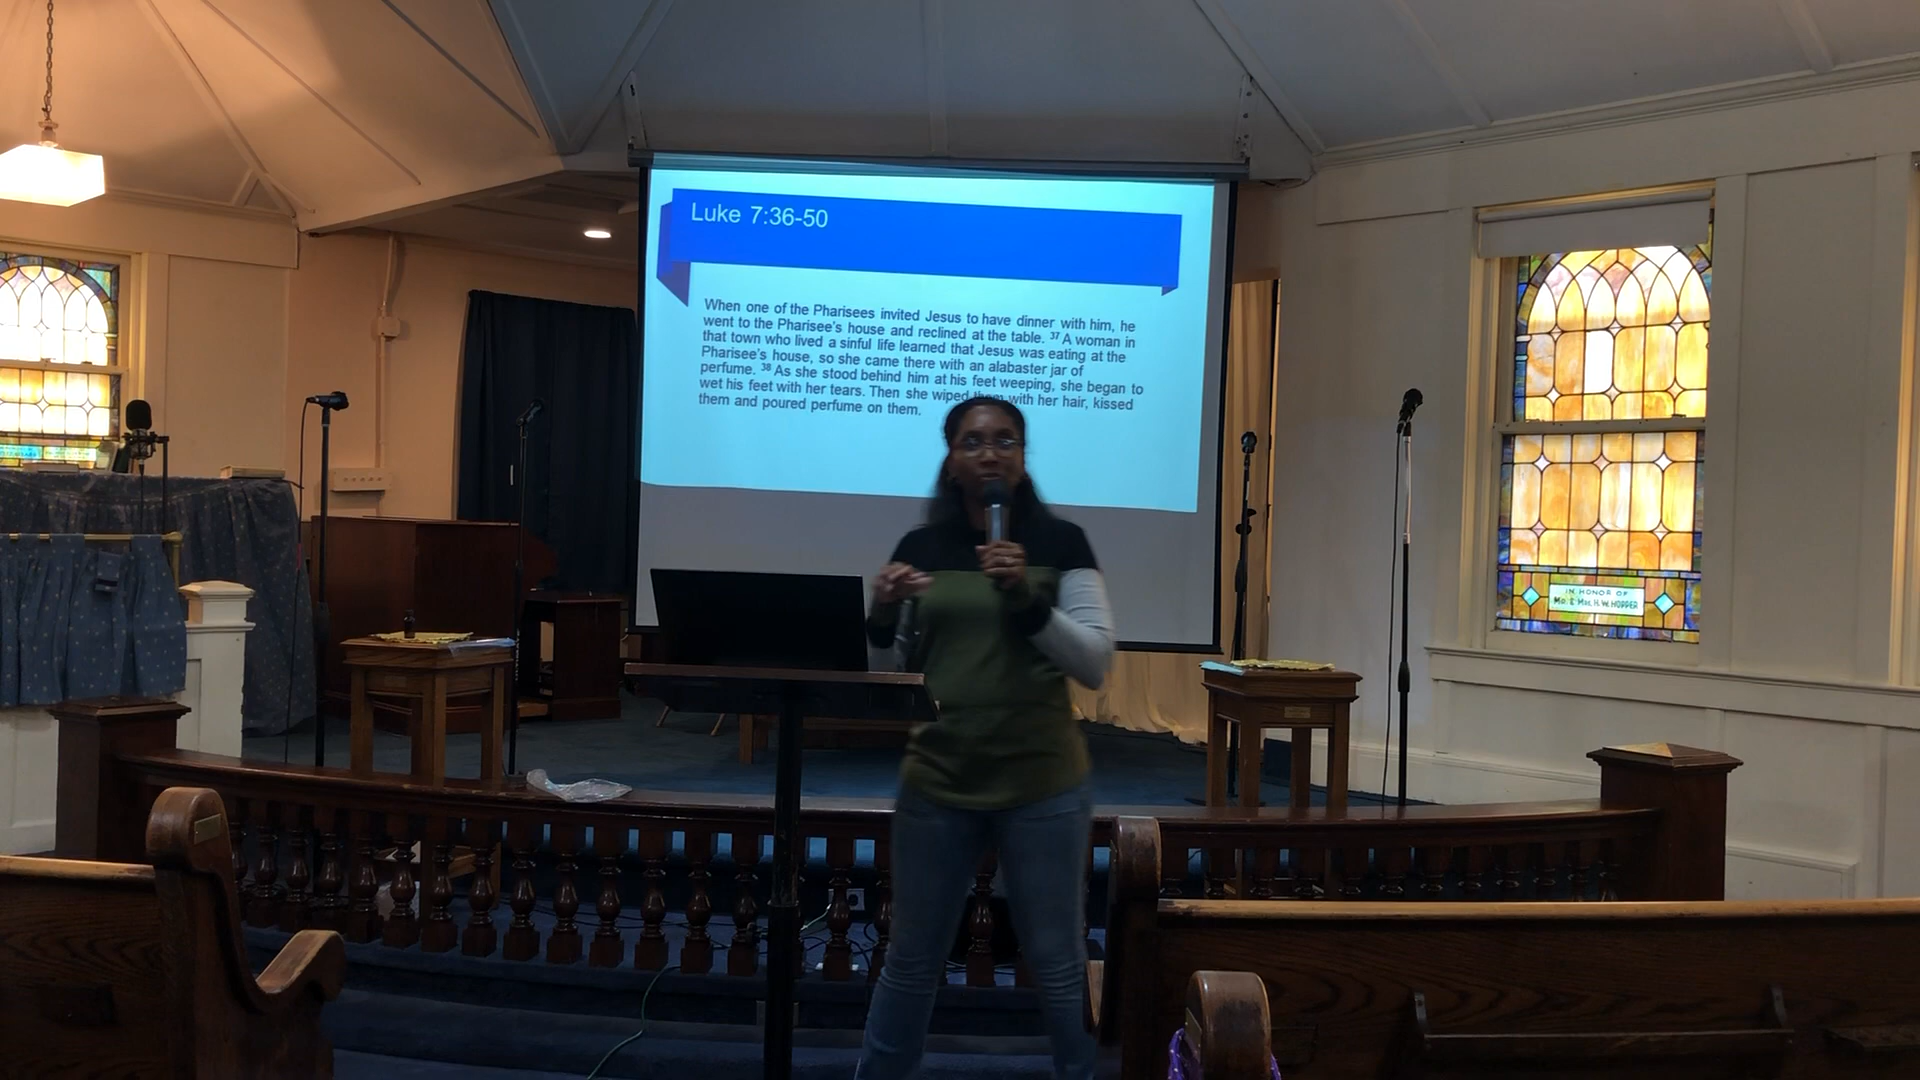 Luke 7:36-50
When one of the Pharisees invited Jesus to have dinner with him, he
went to the Pharisee's house and reclined at the table. 37 A woman in
that town who lived a sinful life learned that Jesus was eating at the
Pharisee's house, so she came there with an alabaster jar of
perfume. 38 As she stood behind him at his feet weeping, she began to
wet his feet with her tears. Then she wiped them with her hair, kissed
them and poured perfume on them.
IN HONOR OF
MR. & MRS. H. W. HOPPER